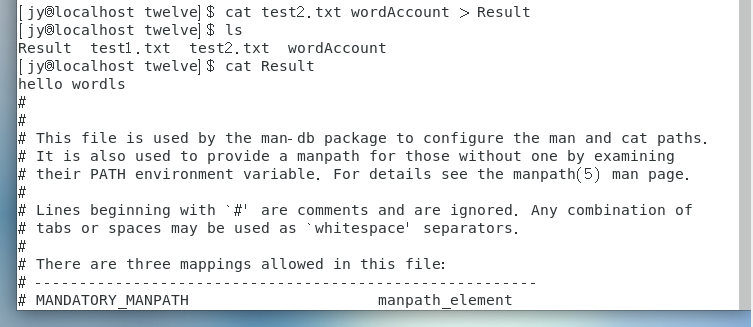 [jy@localhost twelve]$ cat test2.txt wordAccount > Result
[jy@localhost twelve]$ ls
Result  test1.txt  test2.txt  wordAccount
[jy@localhost twelve]$ cat Result
hello wordls
#
#
# This file is used by the man-db package to configure the man and cat paths.
# It is also used to provide a manpath for those without one by examining
# their PATH environment variable. For details see the manpath(5) man page.
#
# Lines beginning with `#' are comments and are ignored. Any combination of
# tabs or spaces may be used as `whitespace' separators.
#
# There are three mappings allowed in this file:
# --------------------------------------------------------
# MANDATORY_MANPATH                     manpath_element